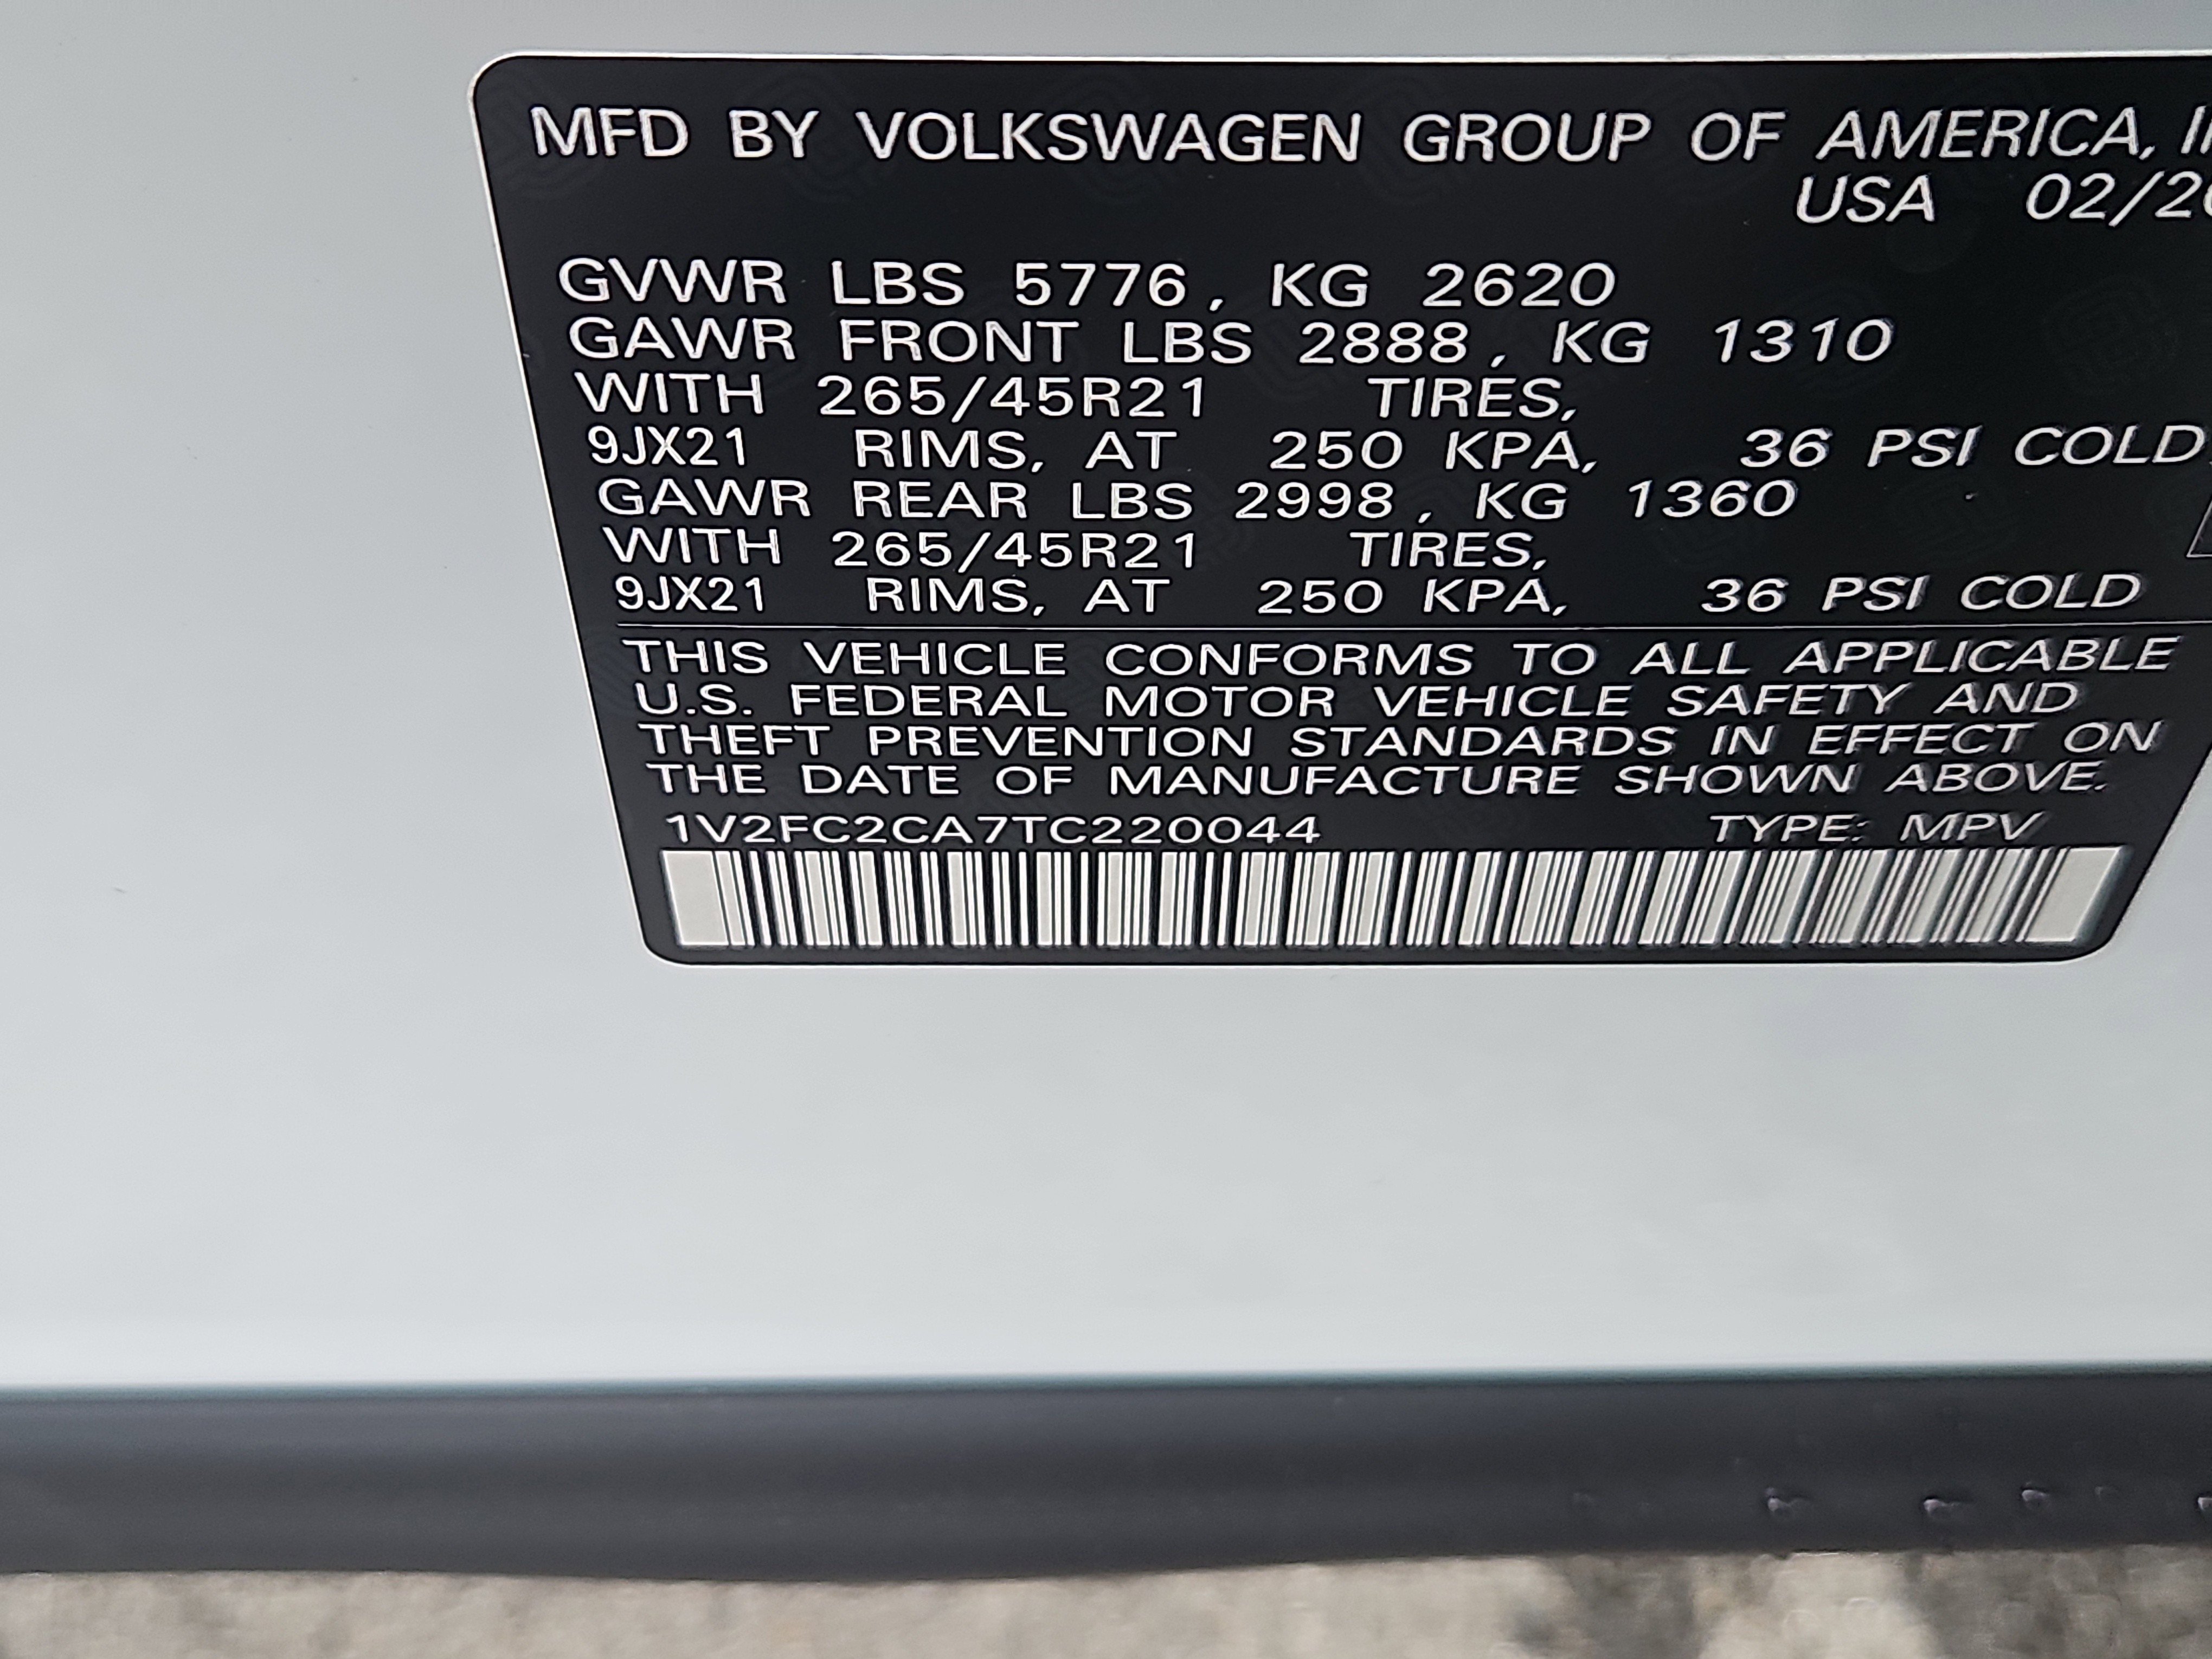 MFD BY VOLKSWAGEN GROUP OF AMERICA,
USA 02/2
GVWR LBS 5776, KG 2620
GAWR FRONT LBS 2888, KG 1310
WITH 265/45R21 TIRES,
9JX21 RIMS, AT 250 KPA, 36 PSI COLD
GAWR REAR LBS 2998, KG 1360
WITH 265/45R21 TIRES,
9JX21 RIMS, AT 250 KPA, 36 PSI COLD
THIS VEHICLE CONFORMS TO ALL APPLICABLE
U.S. FEDERAL MOTOR VEHICLE SAFETY AND
THEFT PREVENTION STANDARDS IN EFFECT ON
THE DATE OF MANUFACTURE SHOWN ABOVE.
1V2FC2CA7TC220044 TYPE: MPV